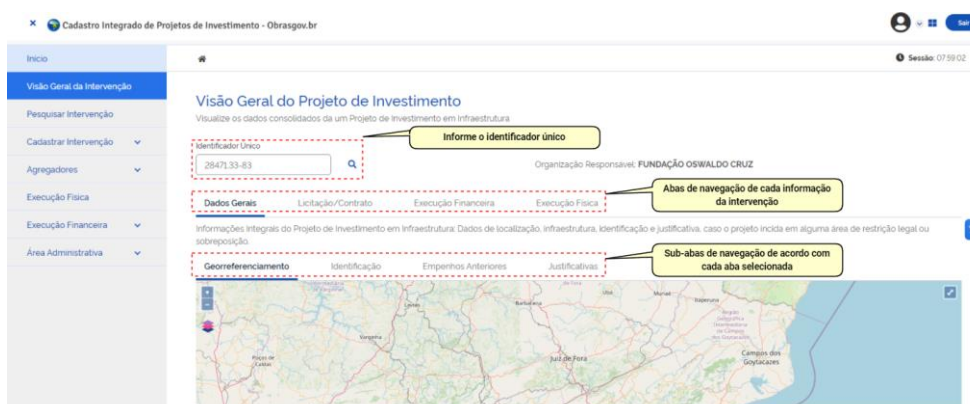 Cadastro Integrado de Projetos de Investimento - Obrasgov.br
Sair
Início
Sessão: 07:59:02
Visão Geral da Intervenção
Pesquisar Intervenção
Cadastrar Intervenção
Agregadores
Execução Física
Execução Financeira
Área Administrativa
Visão Geral do Projeto de Investimento
Visualize os dados consolidados da um Projeto de Investimento em Infraestrutura
Informe o identificador único
Identificador Único
2847133-83
Organização Responsável: FUNDAÇÃO OSWALDO CRUZ
Abas de navegação de cada informação
da intervenção
Dados Gerais Licitação/Contrato Execução Financeira Execução Física
Informações integrais do Projeto de Investimento em Infraestrutura: Dados de localização, infraestrutura, identificação e justificativa, caso o projeto incida em alguma área de restrição legal ou
sobreposição.
Sub-abas de navegação de acordo com
cada aba selecionada
Georreferenciamento Identificação Empenhos Anteriores Justificativas
Ubá
Muriaé
Itaperuna
Lavras
Barbacena
Varginha
Juiz de Fora
Poços de
Caldas
Campos dos
Goytacazes